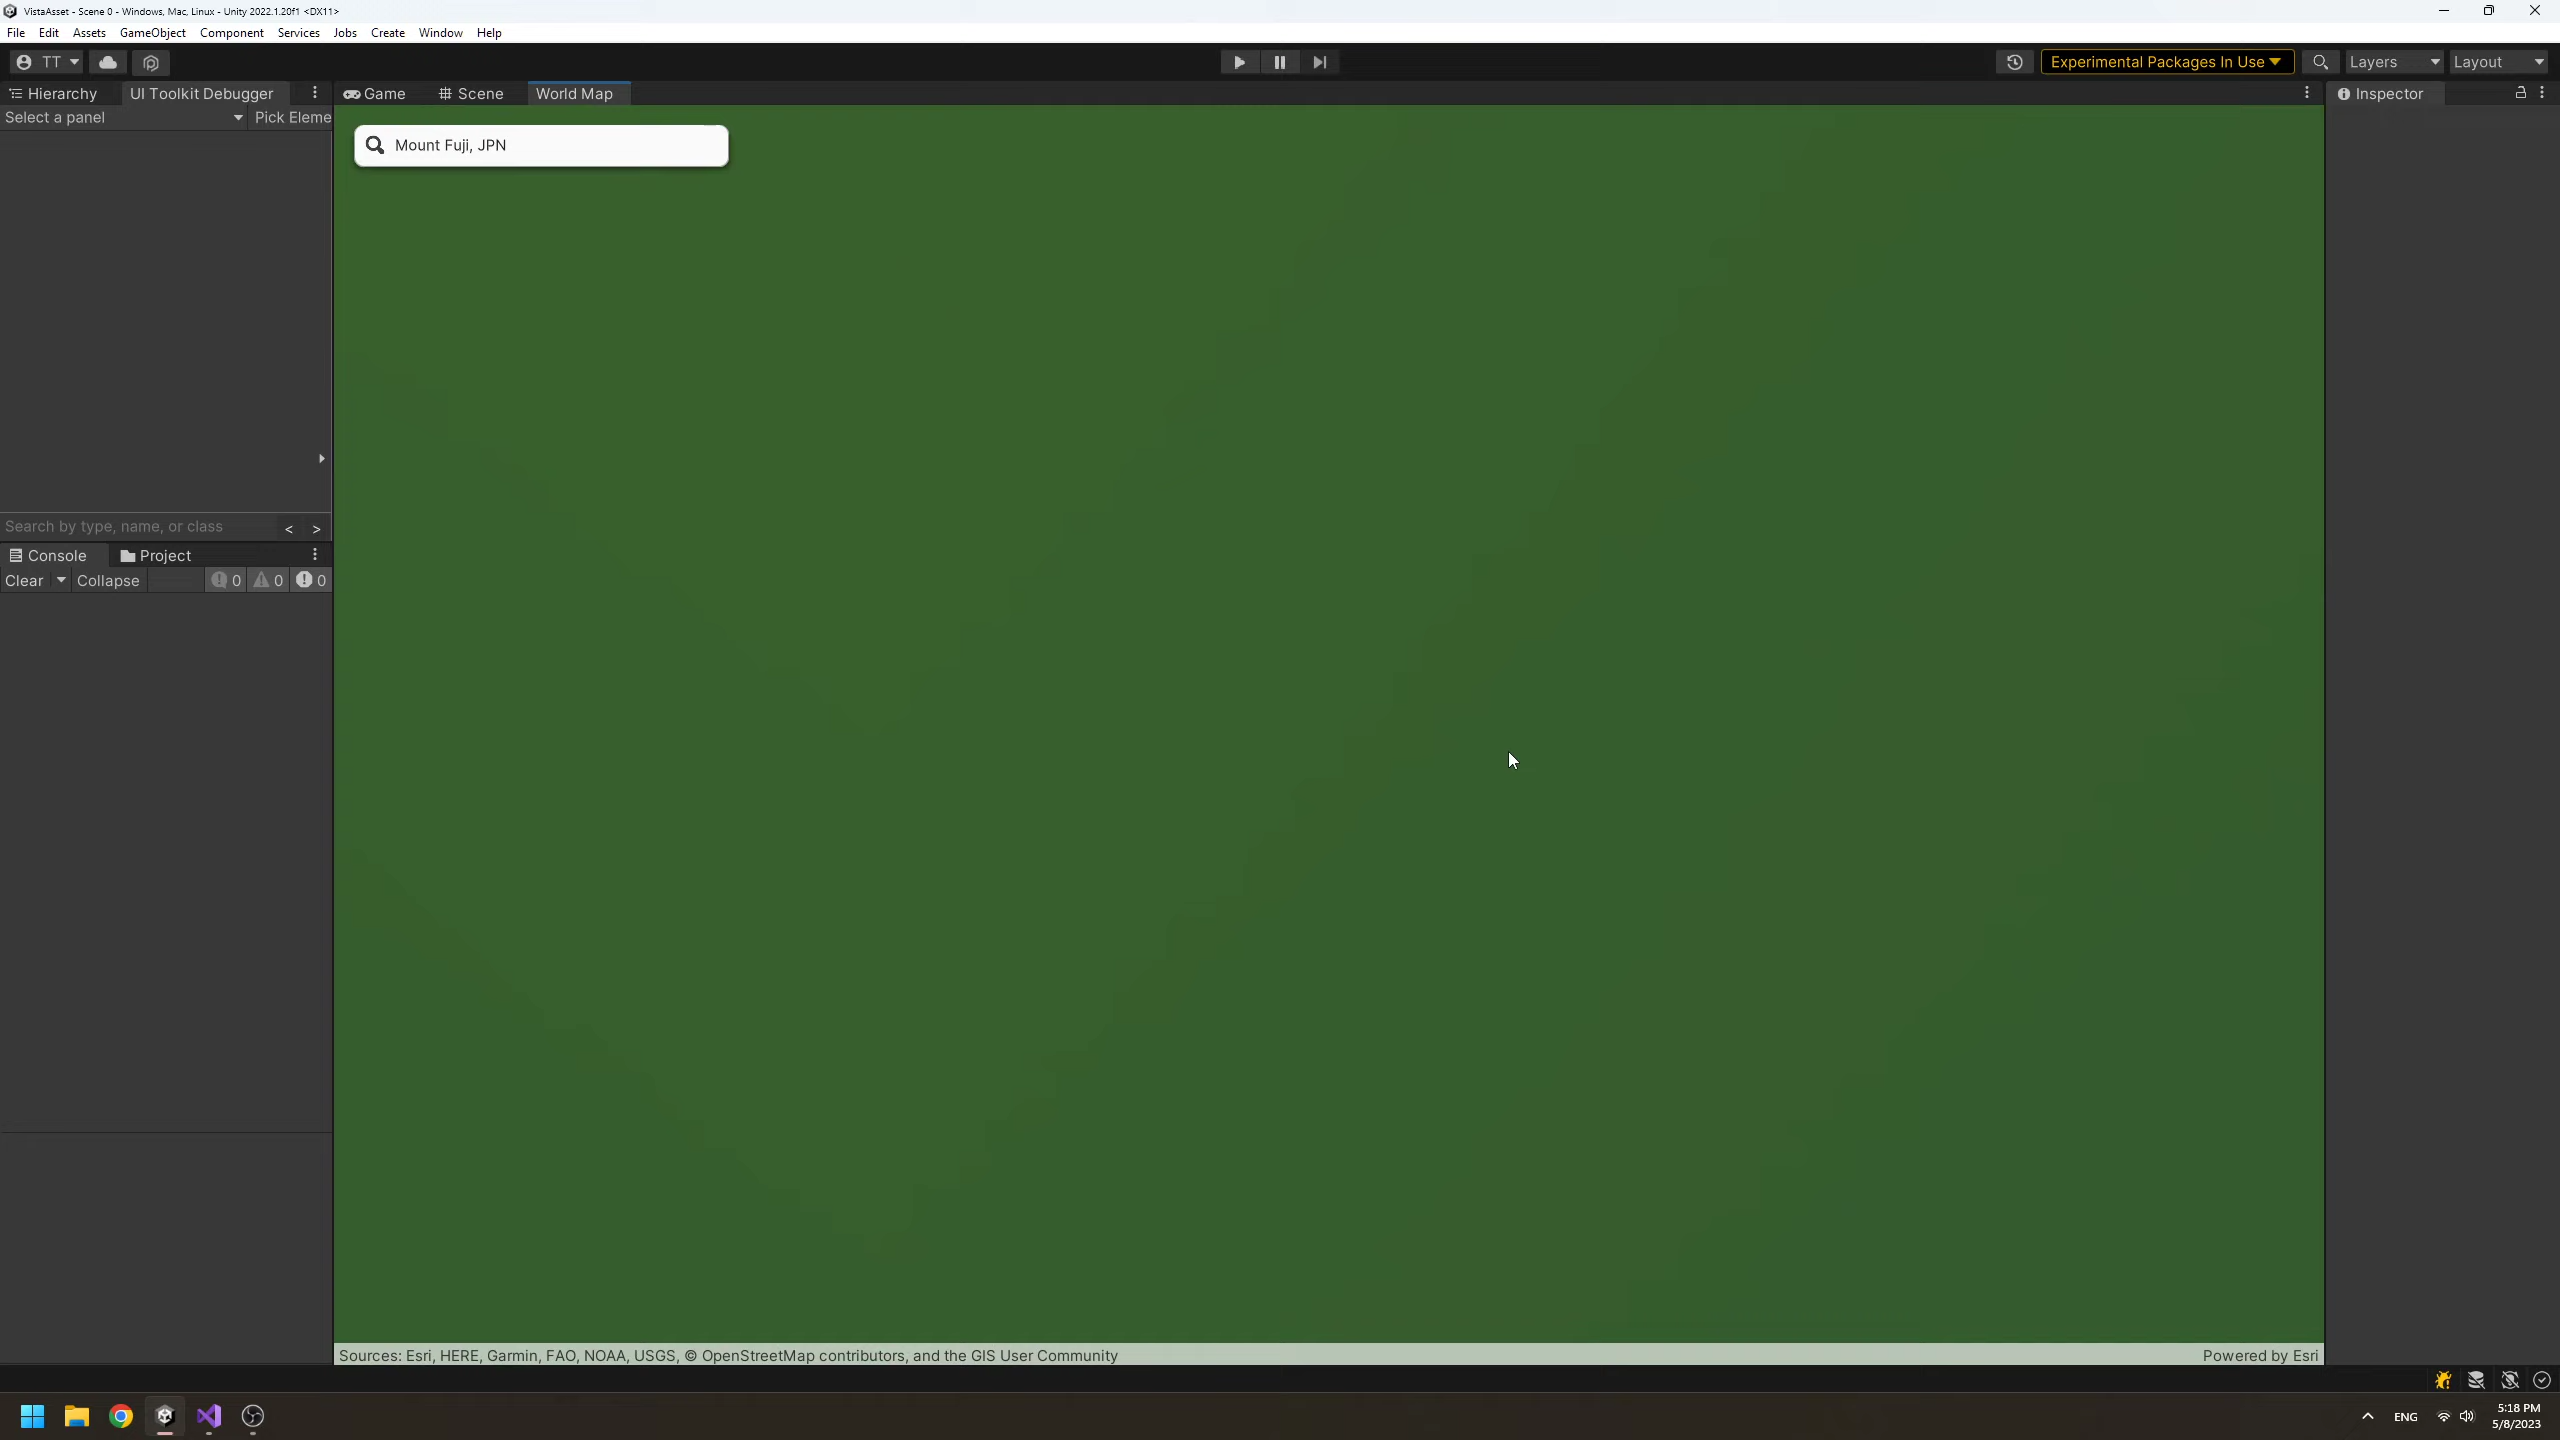 VistaAsset - Scene 0 - Windows, Mac, Linux - Unity 2022.1.20f1 <DX11>
File Edit Assets GameObject Component Services Jobs Create Window Help
TT
Experimental Packages In Use
Layers
Layout
Hierarchy
UI Toolkit Debugger
Game
Scene
World Map
Inspector
Select a panel
Pick Eleme
Mount Fuji, JPN
Search by type, name, or class
< >
Console
Project
Clear
Collapse
0 0 0
Sources: Esri, HERE, Garmin, FAO, NOAA, USGS, © OpenStreetMap contributors, and the GIS User Community
Powered by Esri
ENG
5:18 PM
5/8/2023